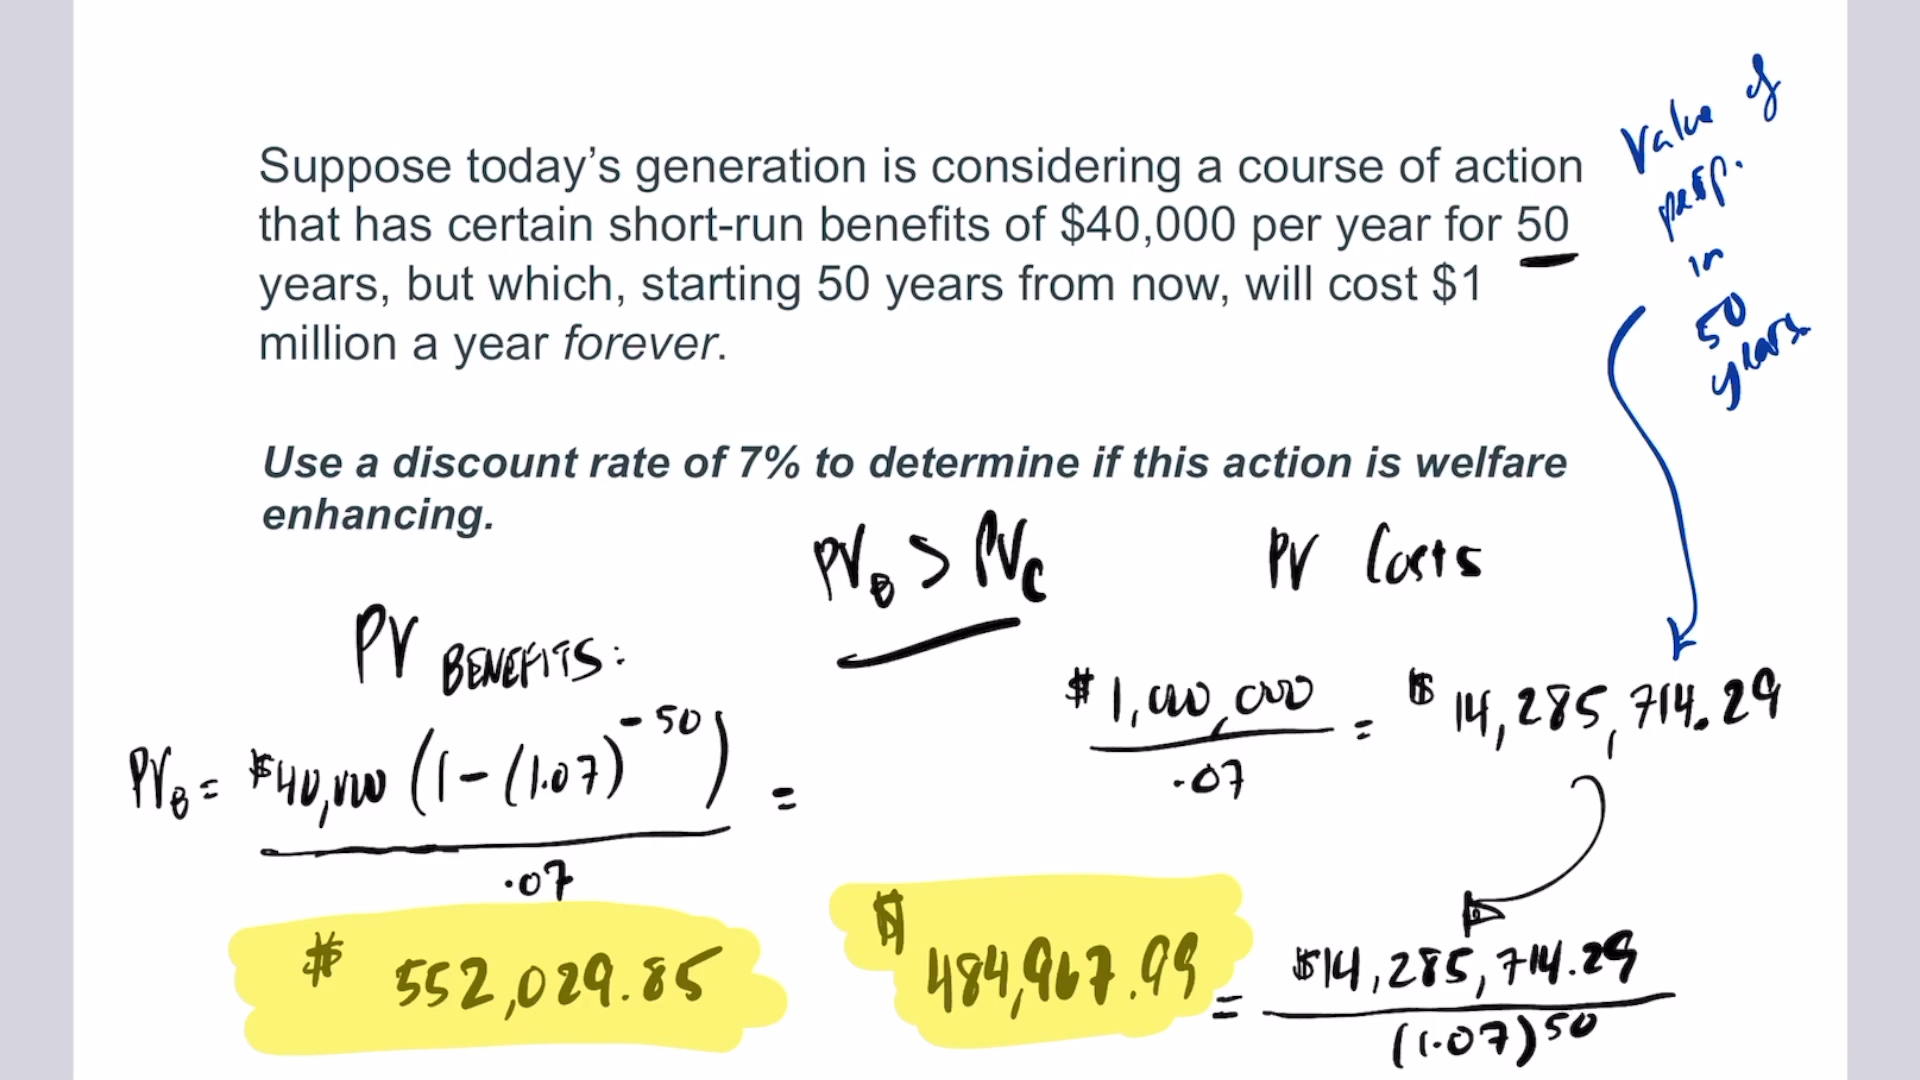 Suppose today’s generation is considering a course of action
that has certain short-run benefits of $40,000 per year for 50
years, but which, starting 50 years from now, will cost $1
million a year forever.
Value of
perp.
in
50
years
Use a discount rate of 7% to determine if this action is welfare
enhancing.
PV_B > PV_C
PV Costs
PV BENEFITS:
$1,000,000 = $14,285,714.29
.07
PV_B = $40,000 (1 - (1.07)^-50) =
.07
$ 552,029.85
$ 484,967.99 = $14,285,714.29
(1.07)^50